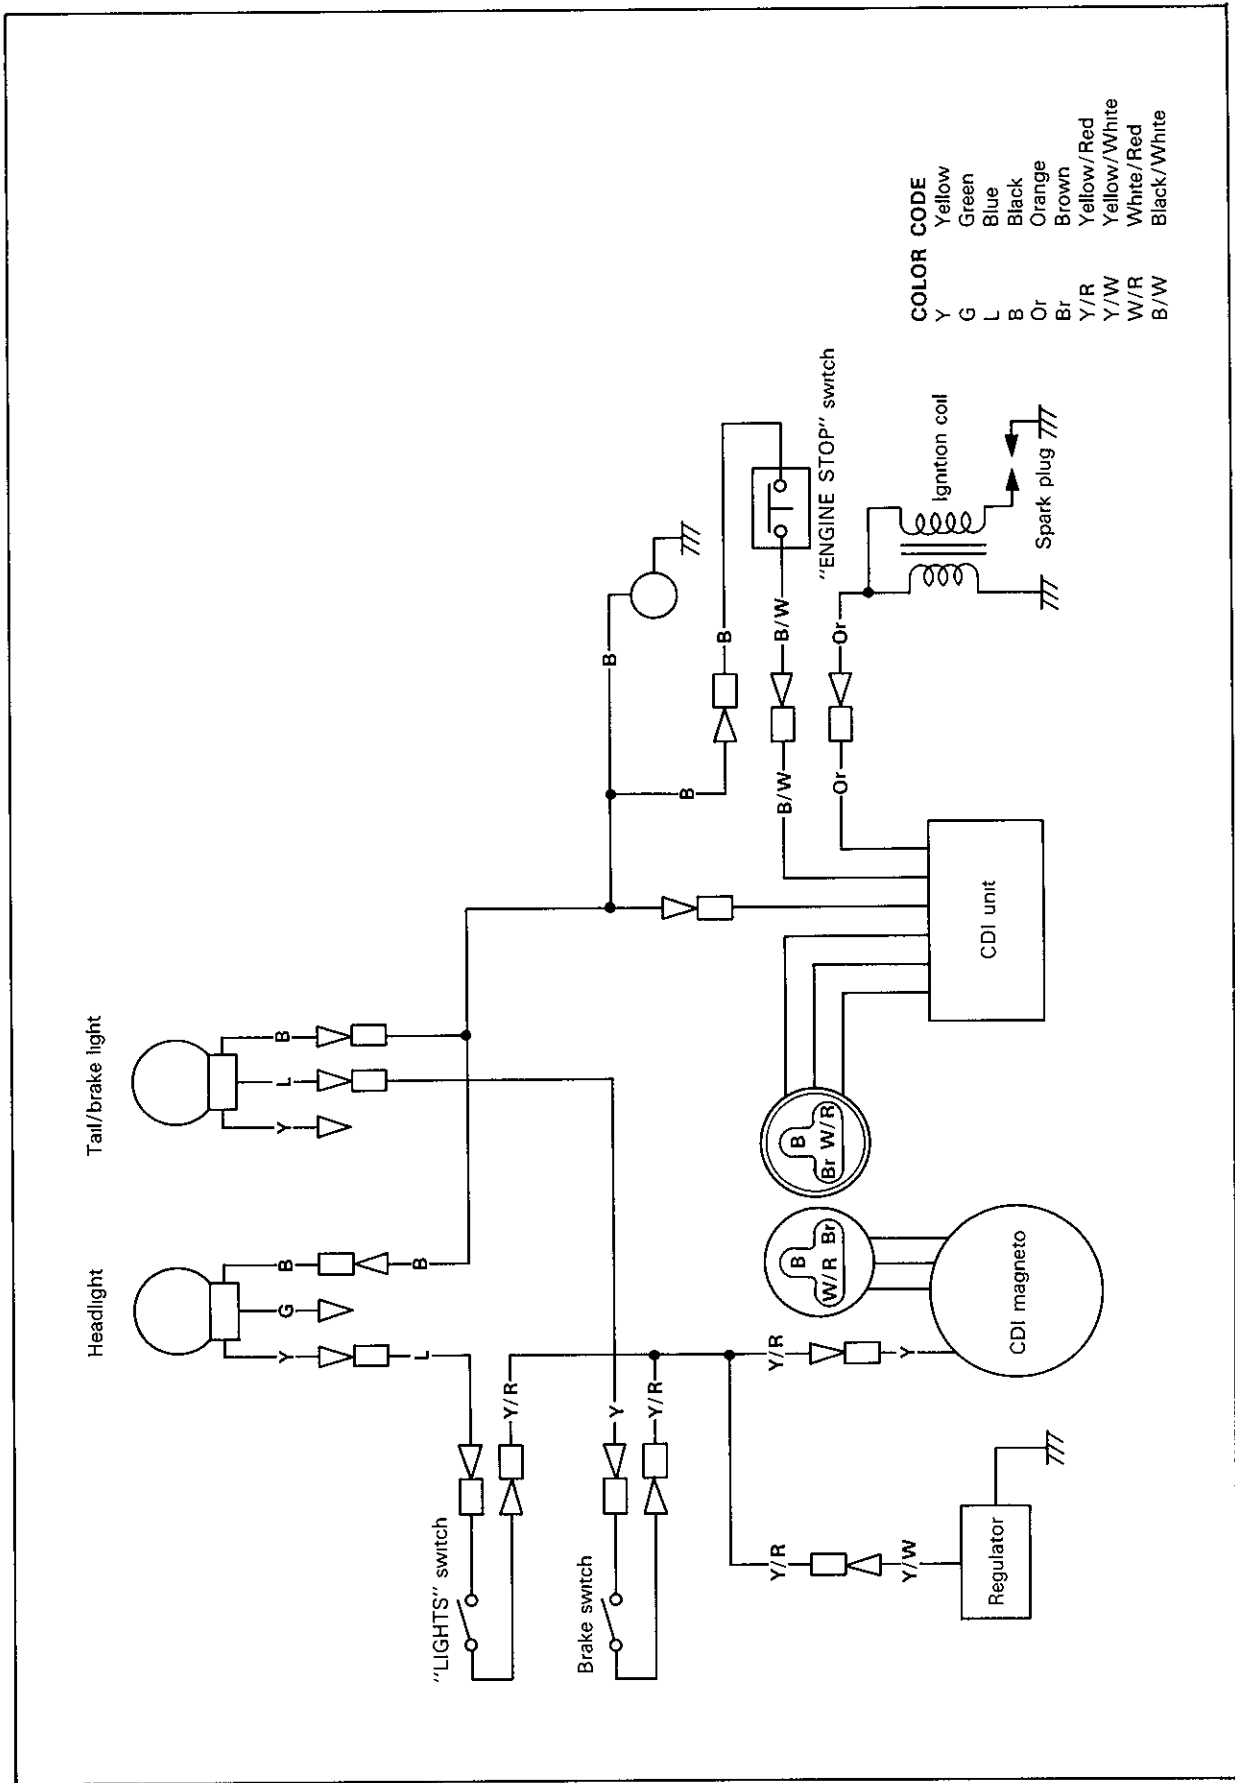 Headlight
Tail/brake light
Y
G
B
Y
L
B
L
B
"LIGHTS" switch
Y/R
Brake switch
Y
Y/R
Y/R
Y/W
Regulator
Y/R
Y
CDI magneto
B
W/R Br
B
Br W/R
CDI unit
B
B
B
B/W
B/W
Or
Or
"ENGINE STOP" switch
Ignition coil
Spark plug
COLOR CODE
Y Yellow
G Green
L Blue
B Black
Or Orange
Br Brown
Y/R Yellow/Red
Y/W Yellow/White
W/R White/Red
B/W Black/White